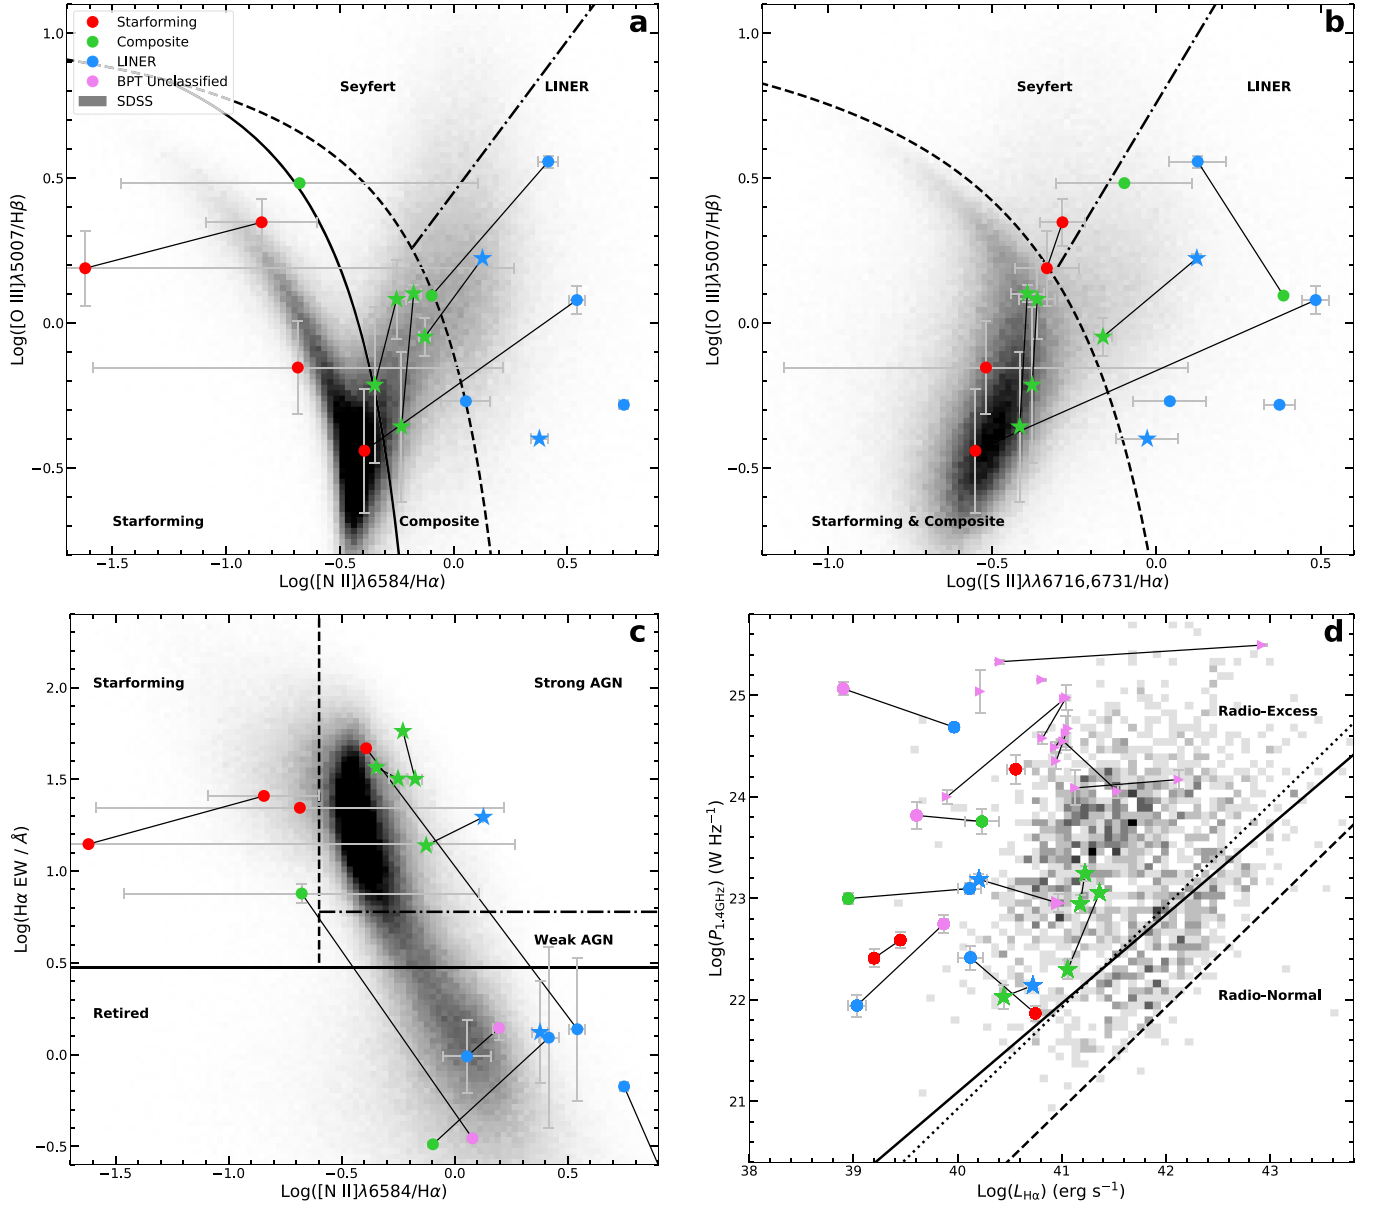 a
Starforming
Composite
LINER
BPT Unclassified
SDSS
Seyfert
LINER
Starforming
Composite
1.0
0.5
0.0
−0.5
−1.5
−1.0
−0.5
0.0
0.5
Log([O III]λ5007/Hβ)
Log([N II]λ6584/Hα)
b
Seyfert
LINER
Starforming & Composite
1.0
0.5
0.0
−0.5
−1.0
−0.5
0.0
0.5
Log([O III]λ5007/Hβ)
Log([S II]λλ6716,6731/Hα)
c
Starforming
Strong AGN
Weak AGN
Retired
2.0
1.5
1.0
0.5
0.0
−0.5
−1.5
−1.0
−0.5
0.0
0.5
Log(Hα EW / Å)
Log([N II]λ6584/Hα)
d
Radio-Excess
Radio-Normal
25
24
23
22
21
38
39
40
41
42
43
Log(P1.4GHz) (W Hz−1)
Log(LHα) (erg s−1)